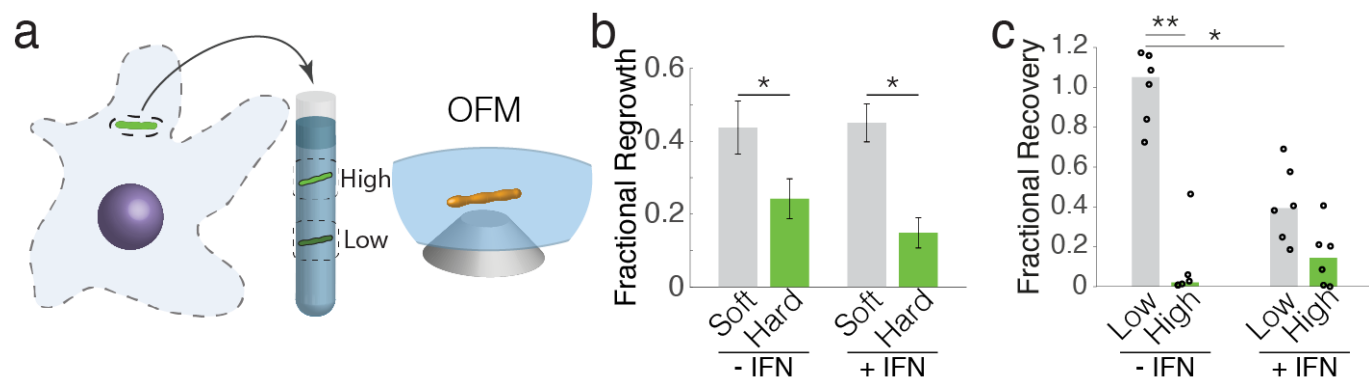 a
High
Low
OFM
b
Fractional Regrowth
0.6
0.4
0.2
0
*
*
Soft
Hard
Soft
Hard
- IFN
+ IFN
c
Fractional Recovery
1.2
1.0
0.8
0.6
0.4
0.2
0
**
*
Low
High
Low
High
- IFN
+ IFN